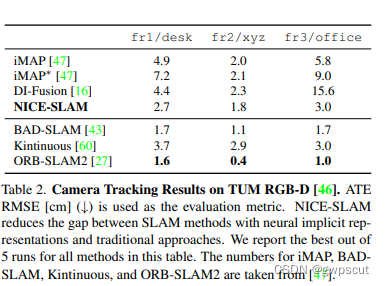 fr1/desk fr2/xyz fr3/office
iMAP [47] 4.9 2.0 5.8
iMAP* [47] 7.2 2.1 9.0
DI-Fusion [16] 4.4 2.3 15.6
NICE-SLAM 2.7 1.8 3.0
BAD-SLAM [43] 1.7 1.1 1.7
Kintinuous [60] 3.7 2.9 3.0
ORB-SLAM2 [27] 1.6 0.4 1.0
Table 2. Camera Tracking Results on TUM RGB-D [46]. ATE
RMSE [cm] (↓) is used as the evaluation metric. NICE-SLAM
reduces the gap between SLAM methods with neural implicit rep-
resentations and traditional approaches. We report the best out of
5 runs for all methods in this table. The numbers for iMAP, BAD-
SLAM, Kintinuous, and ORB-SLAM2 are taken from [47].
CSDN @gwpscut